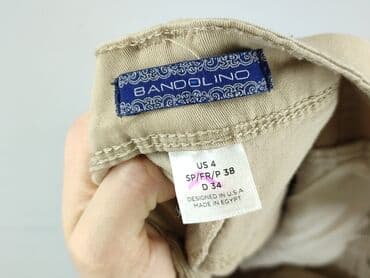 BANDOLINO
US 4
SP/FR/P 38
D 34
DESIGNED IN U.S.A
MADE IN EGYPT